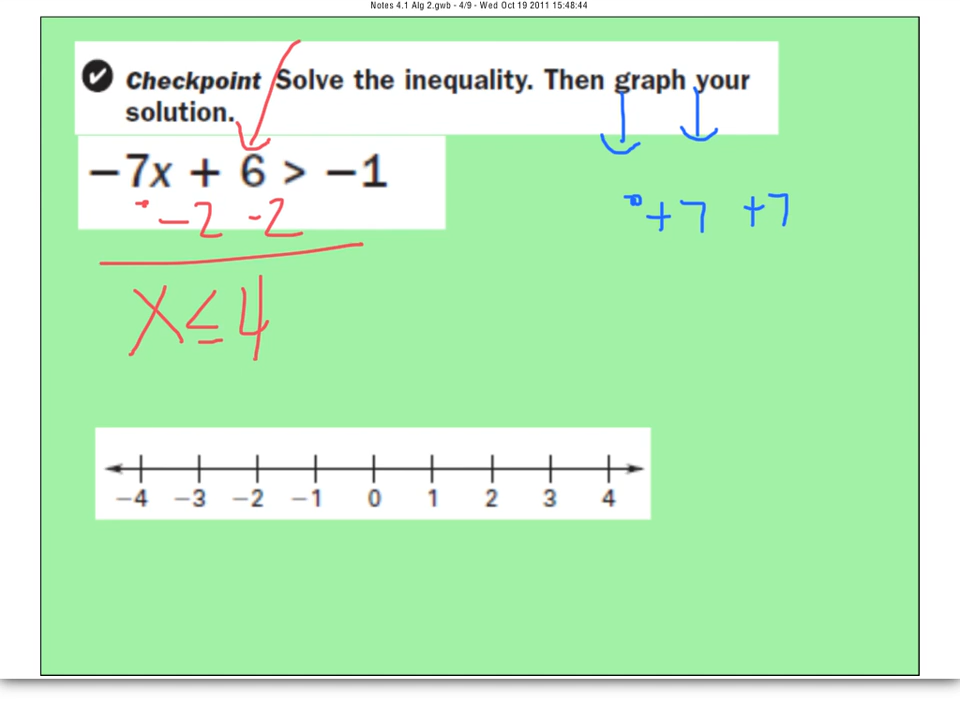 Notes 4.1 Alg 2.gwb - 4/9 - Wed Oct 19 2011 15:48:44
Checkpoint Solve the inequality. Then graph your
solution.
−7x + 6 > −1
−2 -2
+7 +7
x ≤ 4
−4 −3 −2 −1 0 1 2 3 4